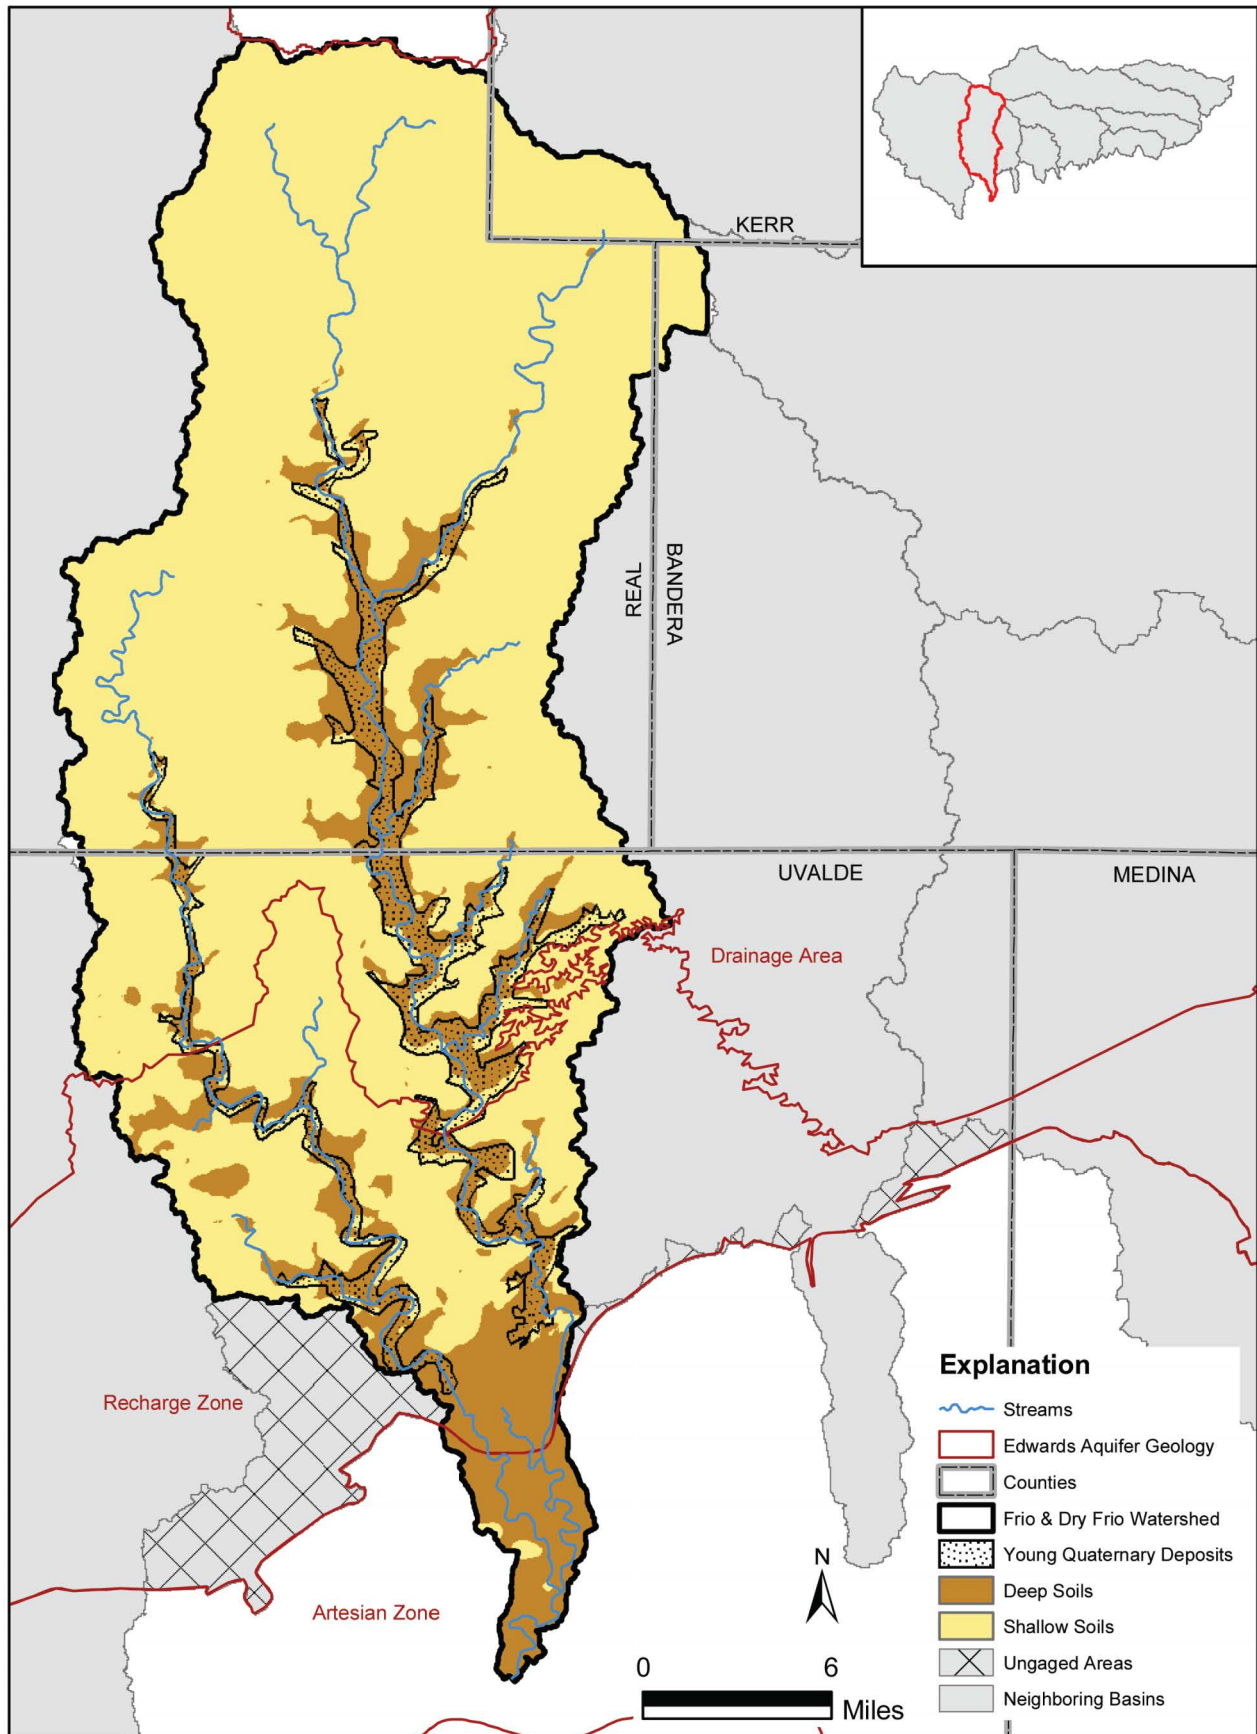 KERR
REAL
BANDERA
UVALDE
MEDINA
Drainage Area
Recharge Zone
Artesian Zone
Explanation
Streams
Edwards Aquifer Geology
Counties
Frio & Dry Frio Watershed
Young Quaternary Deposits
Deep Soils
Shallow Soils
Ungaged Areas
Neighboring Basins
N
0 6
Miles